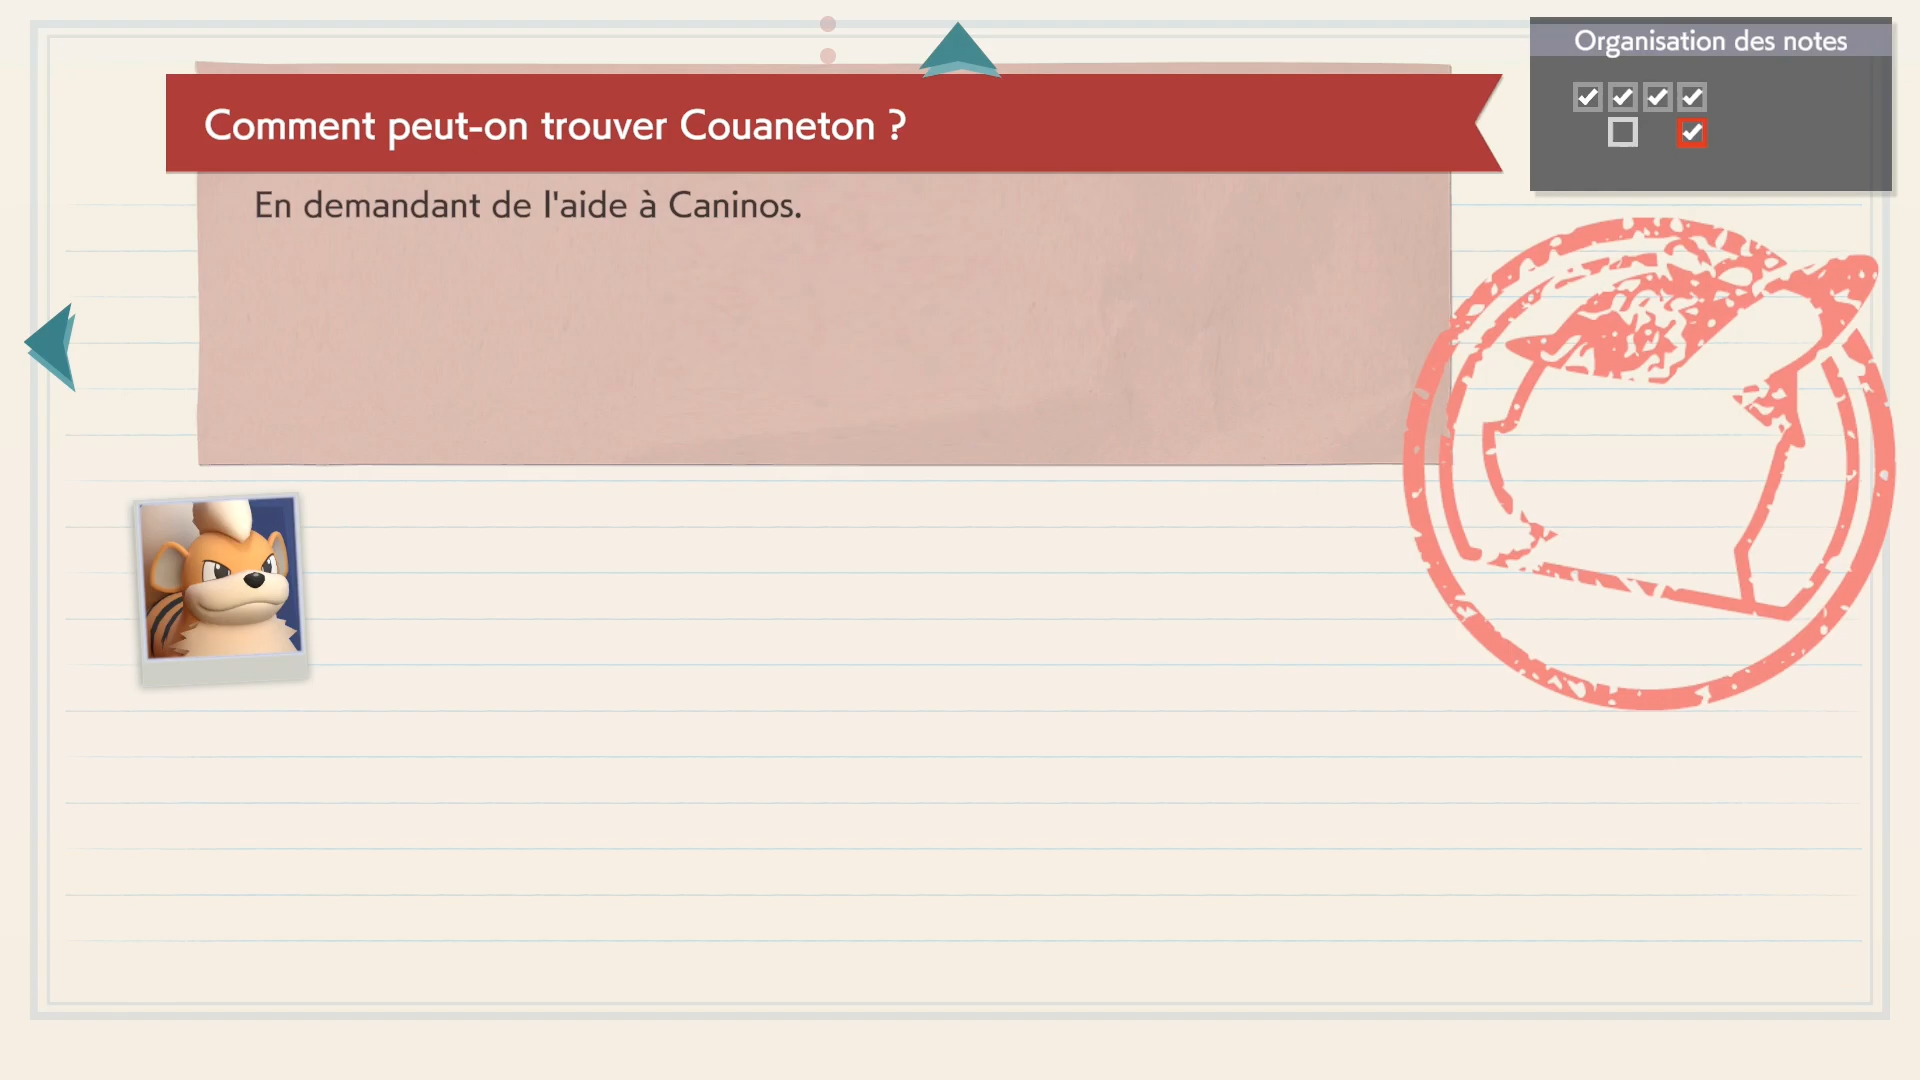 Organisation des notes
Comment peut-on trouver Couaneton ?
En demandant de l'aide à Caninos.